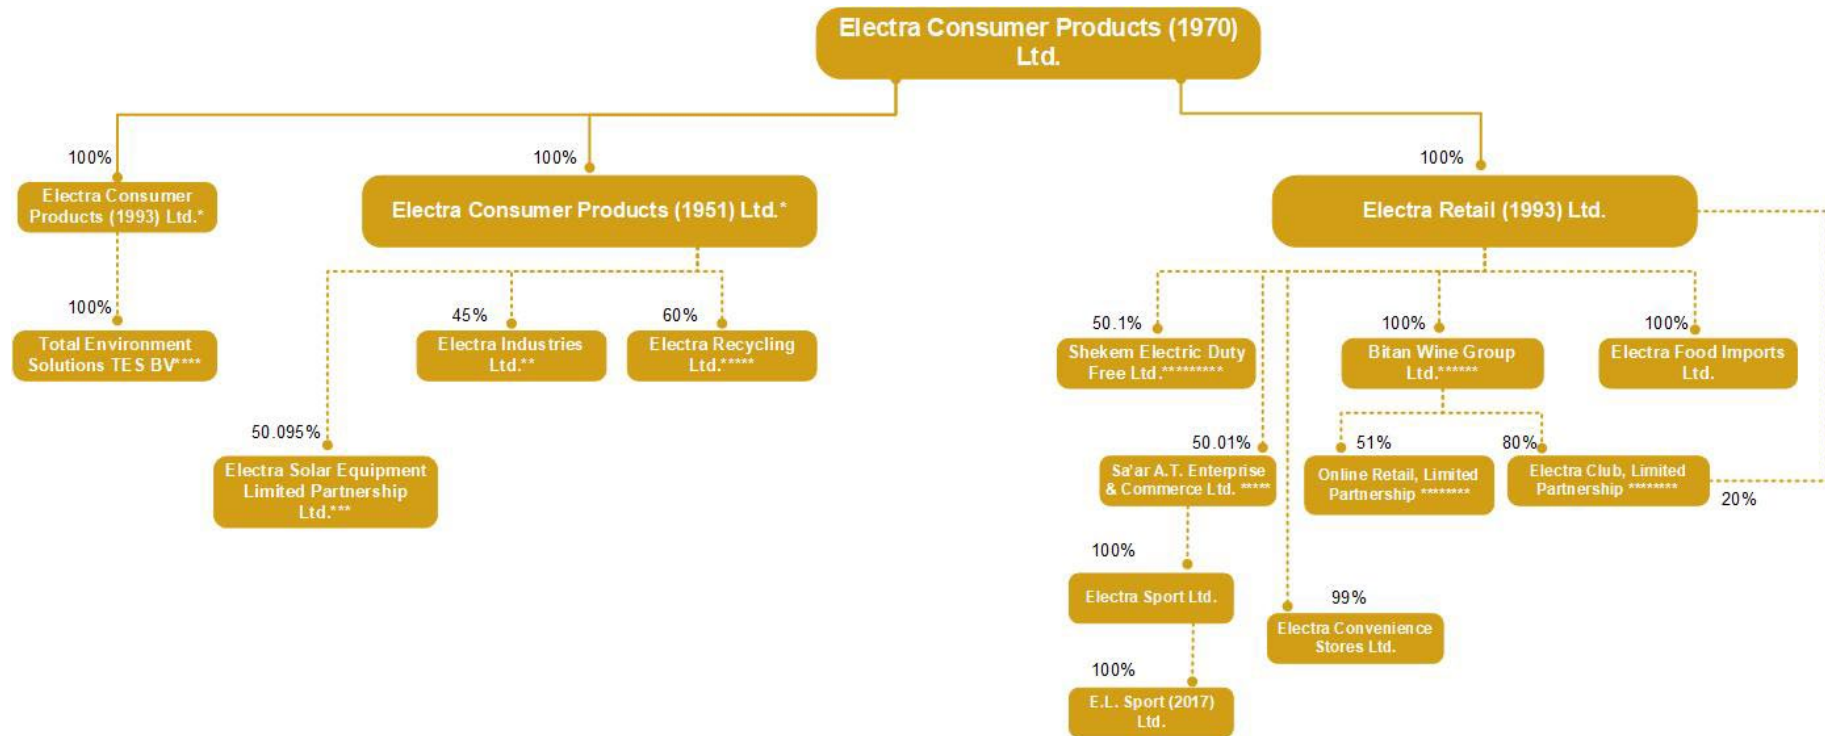 Electra Consumer Products (1970)
Ltd.
100%
100%
100%
Electra Consumer
Products (1993) Ltd.*
Electra Consumer Products (1951) Ltd.*
Electra Retail (1993) Ltd.
100%
45%
60%
50.1%
100%
100%
Total Environment
Solutions TES BV****
Electra Industries
Ltd.**
Electra Recycling
Ltd.*****
Shekem Electric Duty
Free Ltd.*********
Bitan Wine Group
Ltd.******
Electra Food Imports
Ltd.
50.095%
50.01%
51%
80%
Electra Solar Equipment
Limited Partnership
Ltd.***
Sa'ar A.T. Enterprise
& Commerce Ltd. *****
Online Retail, Limited
Partnership ********
Electra Club, Limited
Partnership ********
20%
100%
Electra Sport Ltd.
99%
Electra Convenience
Stores Ltd.
100%
E.L. Sport (2017)
Ltd.